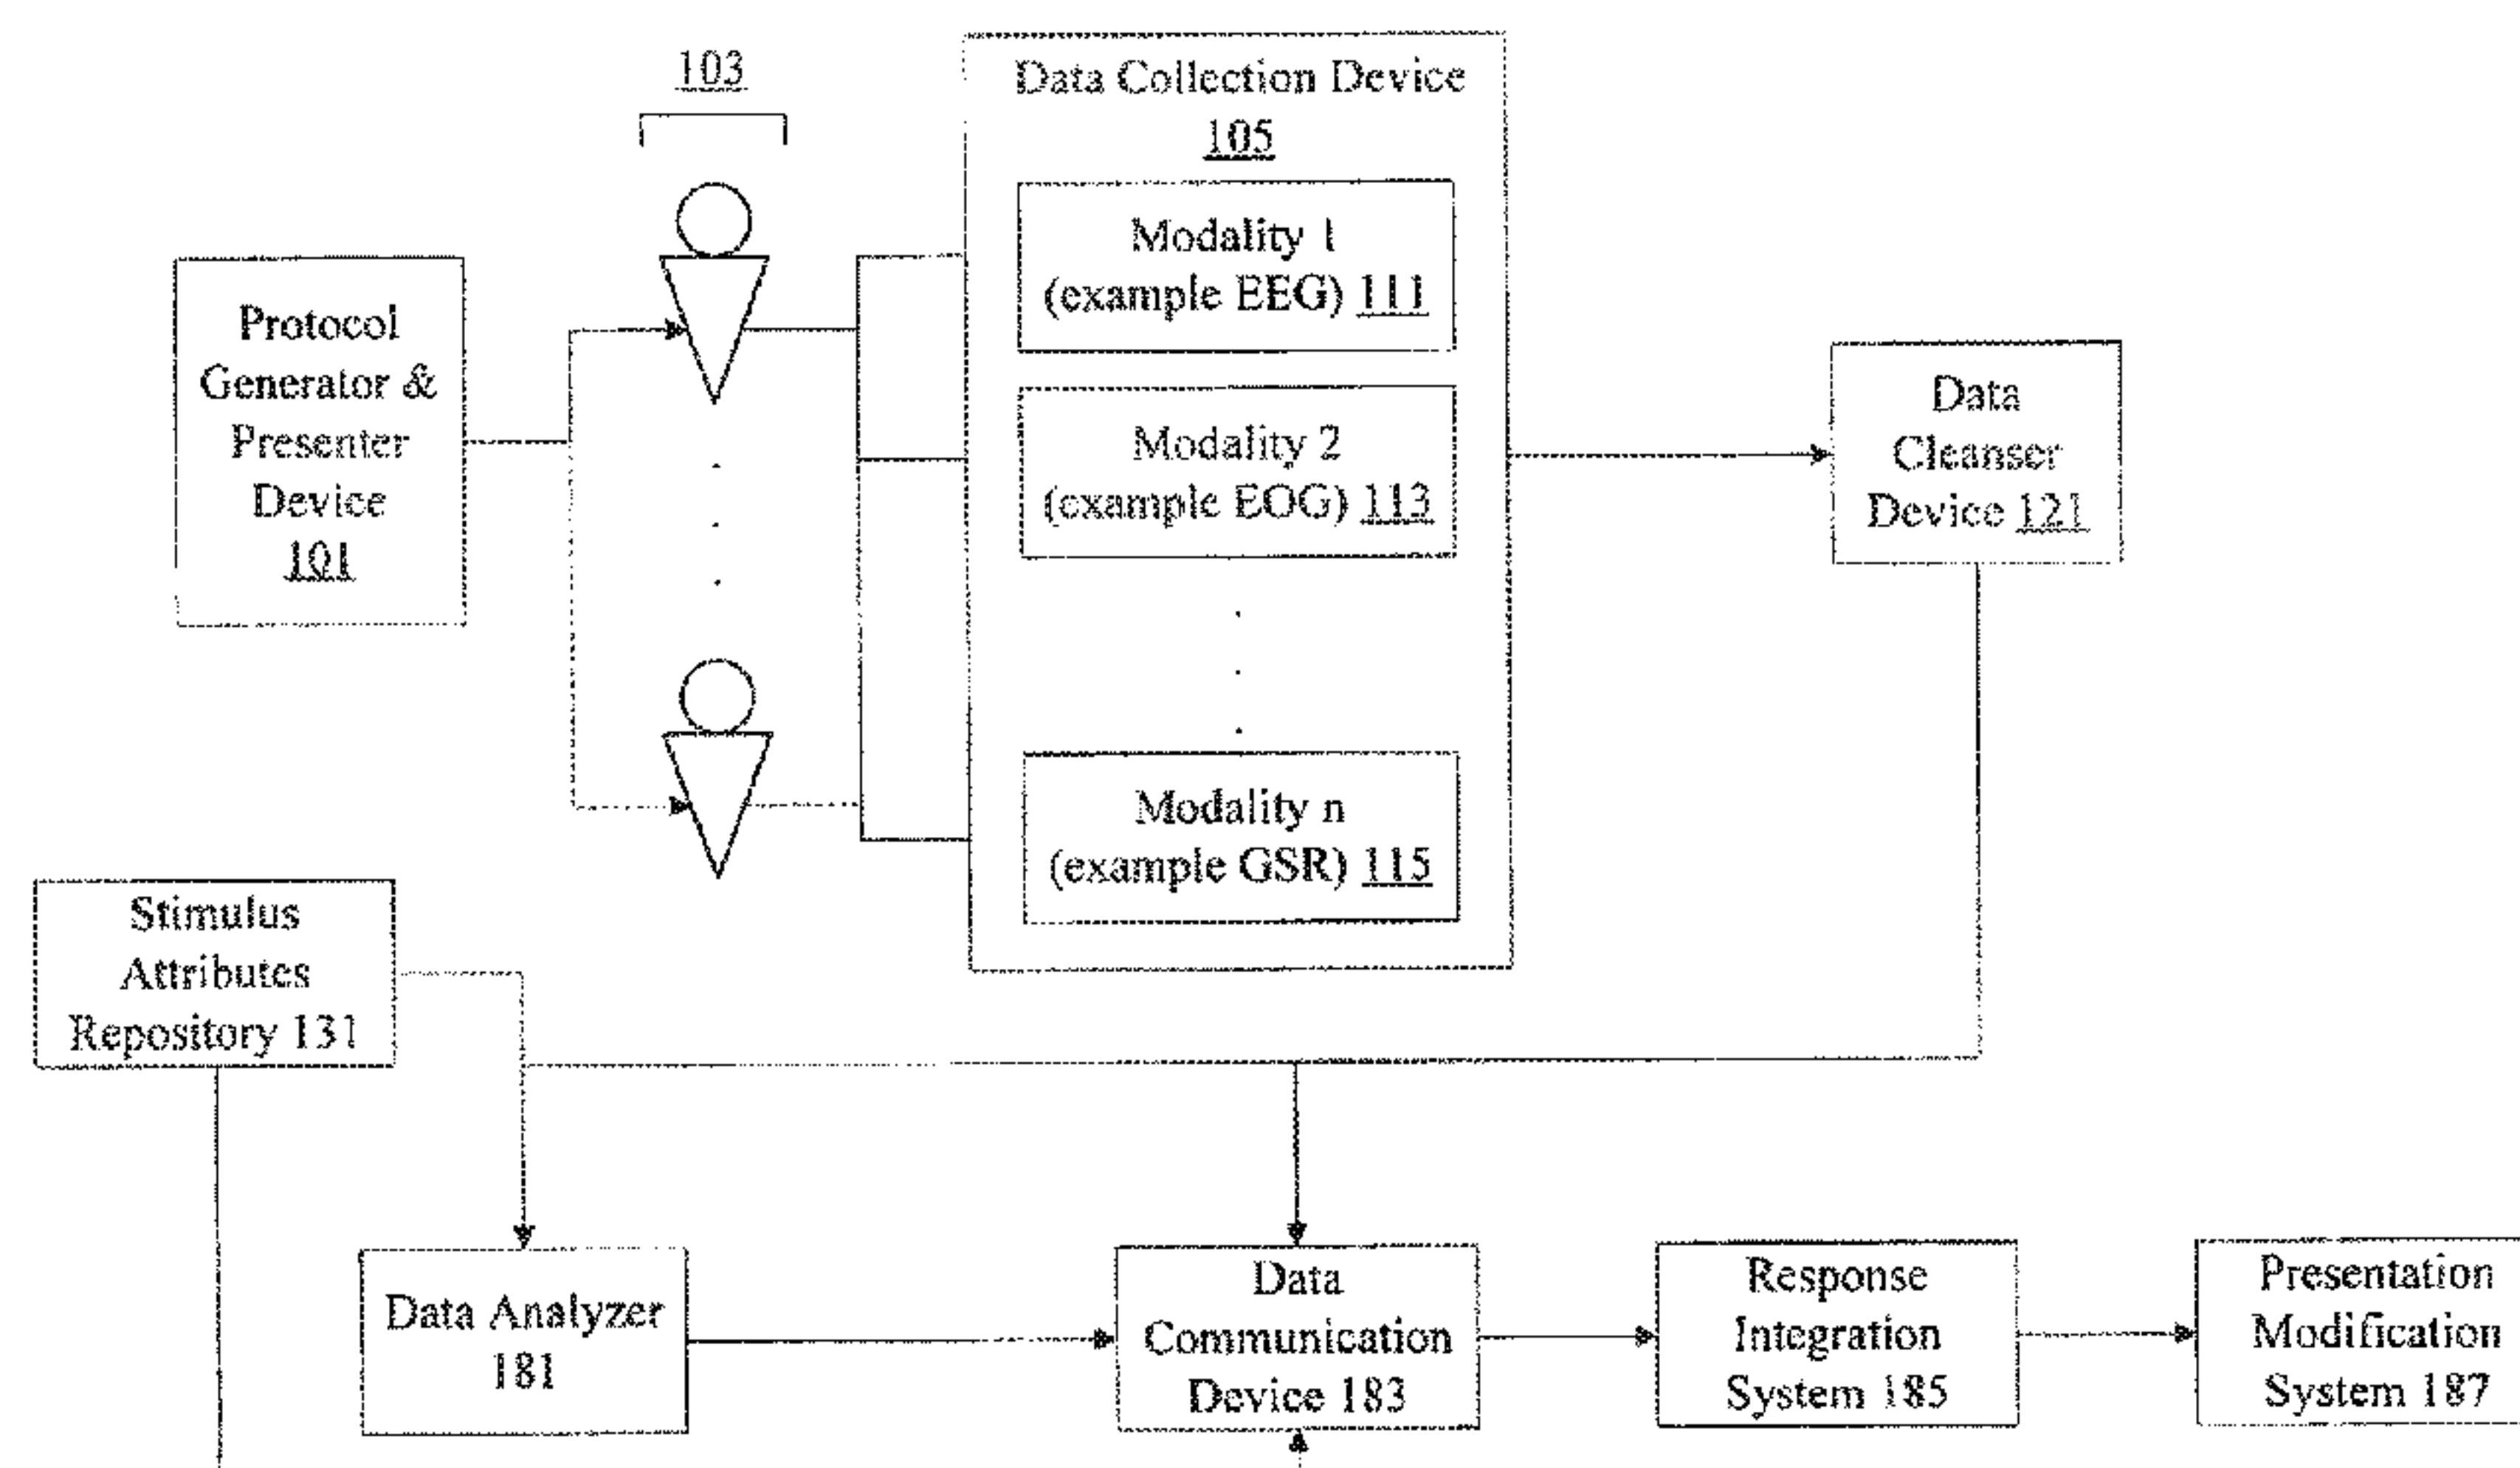 103
Data Collection Device
105
Modality 1
(example EEG) 111
Protocol
Generator &
Presenter
Device
101
Modality 2
(example EOG) 113
Data
Cleanser
Device 121
Modality n
(example GSR) 115
Stimulus
Attributes
Repository 131
Data Analyzer
181
Data
Communication
Device 183
Response
Integration
System 185
Presentation
Modification
System 187